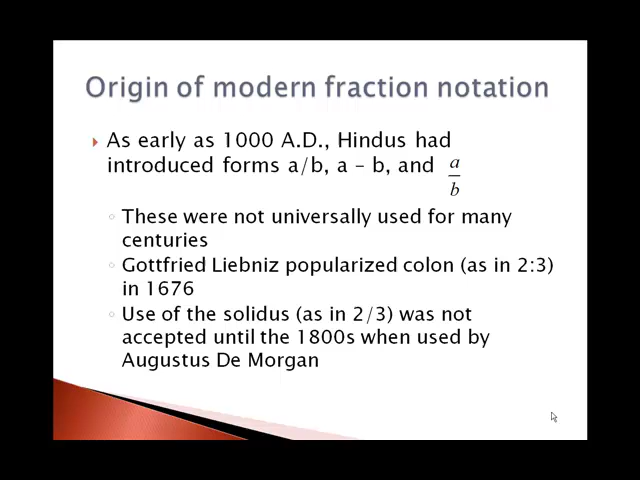 Origin of modern fraction notation
As early as 1000 A.D., Hindus had
introduced forms a/b, a – b, and a/b
These were not universally used for many
centuries
Gottfried Liebniz popularized colon (as in 2:3)
in 1676
Use of the solidus (as in 2/3) was not
accepted until the 1800s when used by
Augustus De Morgan